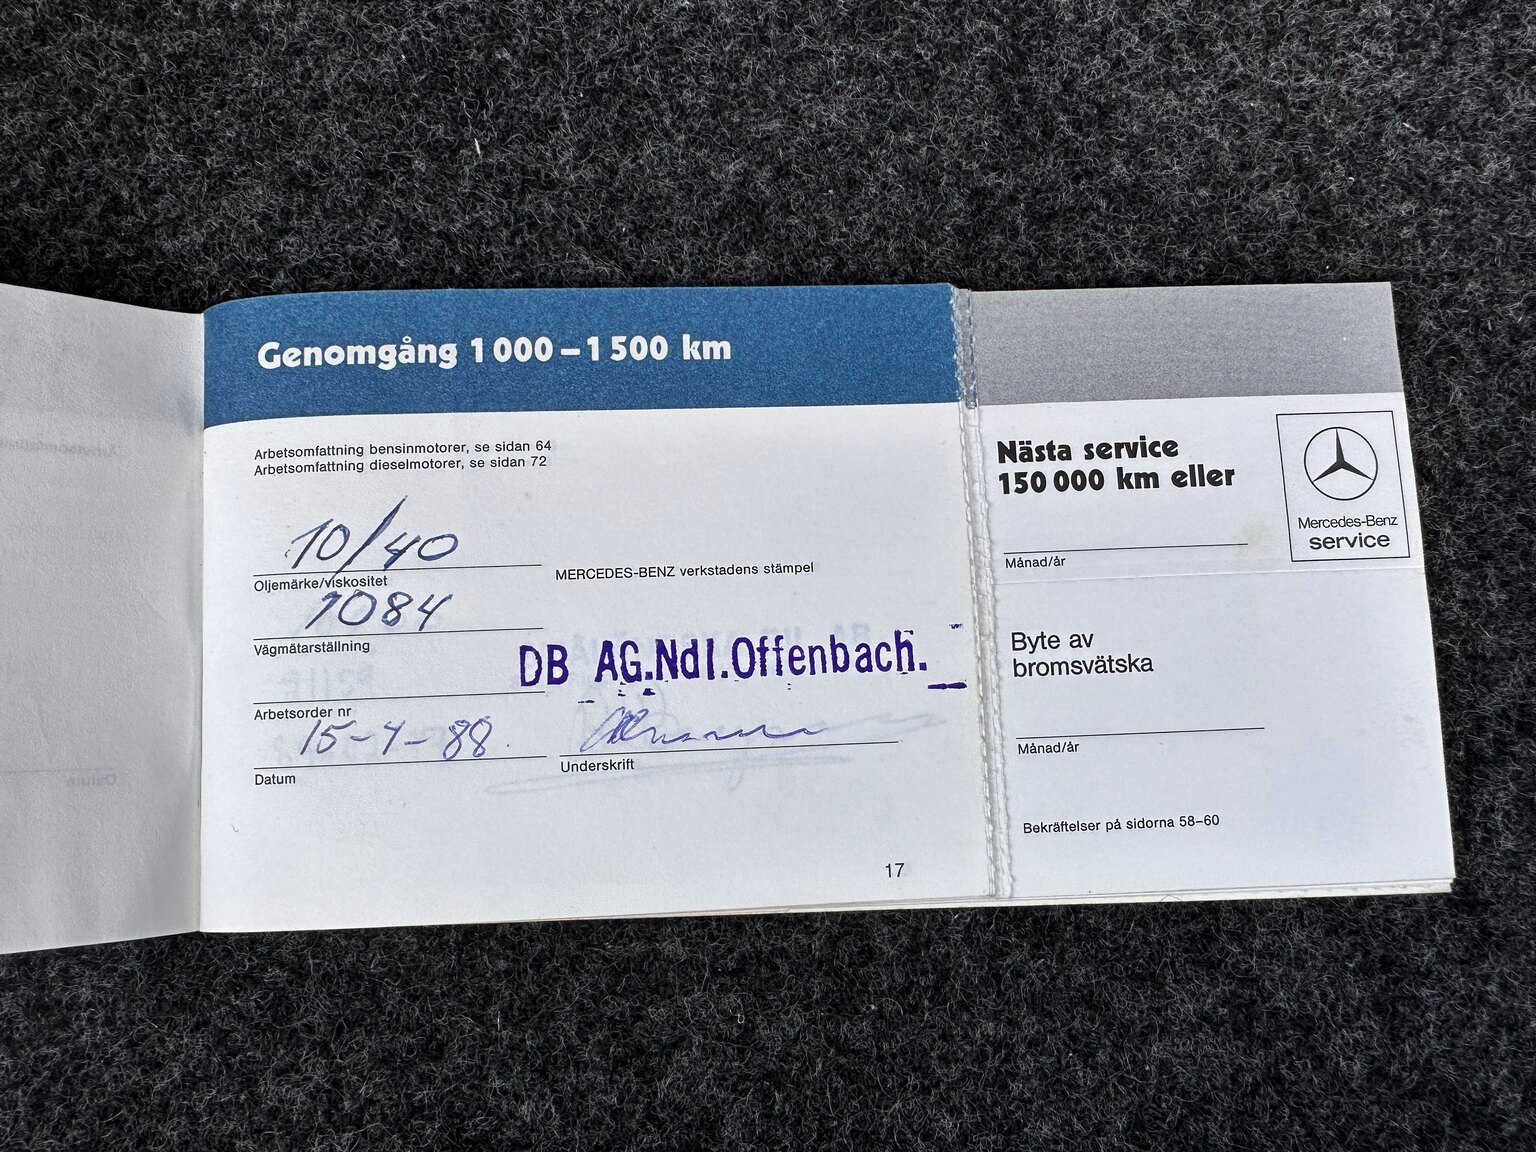 Genomgång 1 000 – 1 500 km
Arbetsomfattning bensinmotorer, se sidan 64
Arbetsomfattning dieselmotorer, se sidan 72
10/40
Oljemärke/viskositet
MERCEDES-BENZ verkstadens stämpel
1084
Vägmätarställning
DB AG.Ndl.Offenbach.
Arbetsorder nr
15-4-88.
Datum
Underskrift
17
Nästa service
150 000 km eller
Månad/år
Mercedes-Benz
service
Byte av
bromsvätska
Månad/år
Bekräftelser på sidorna 58–60